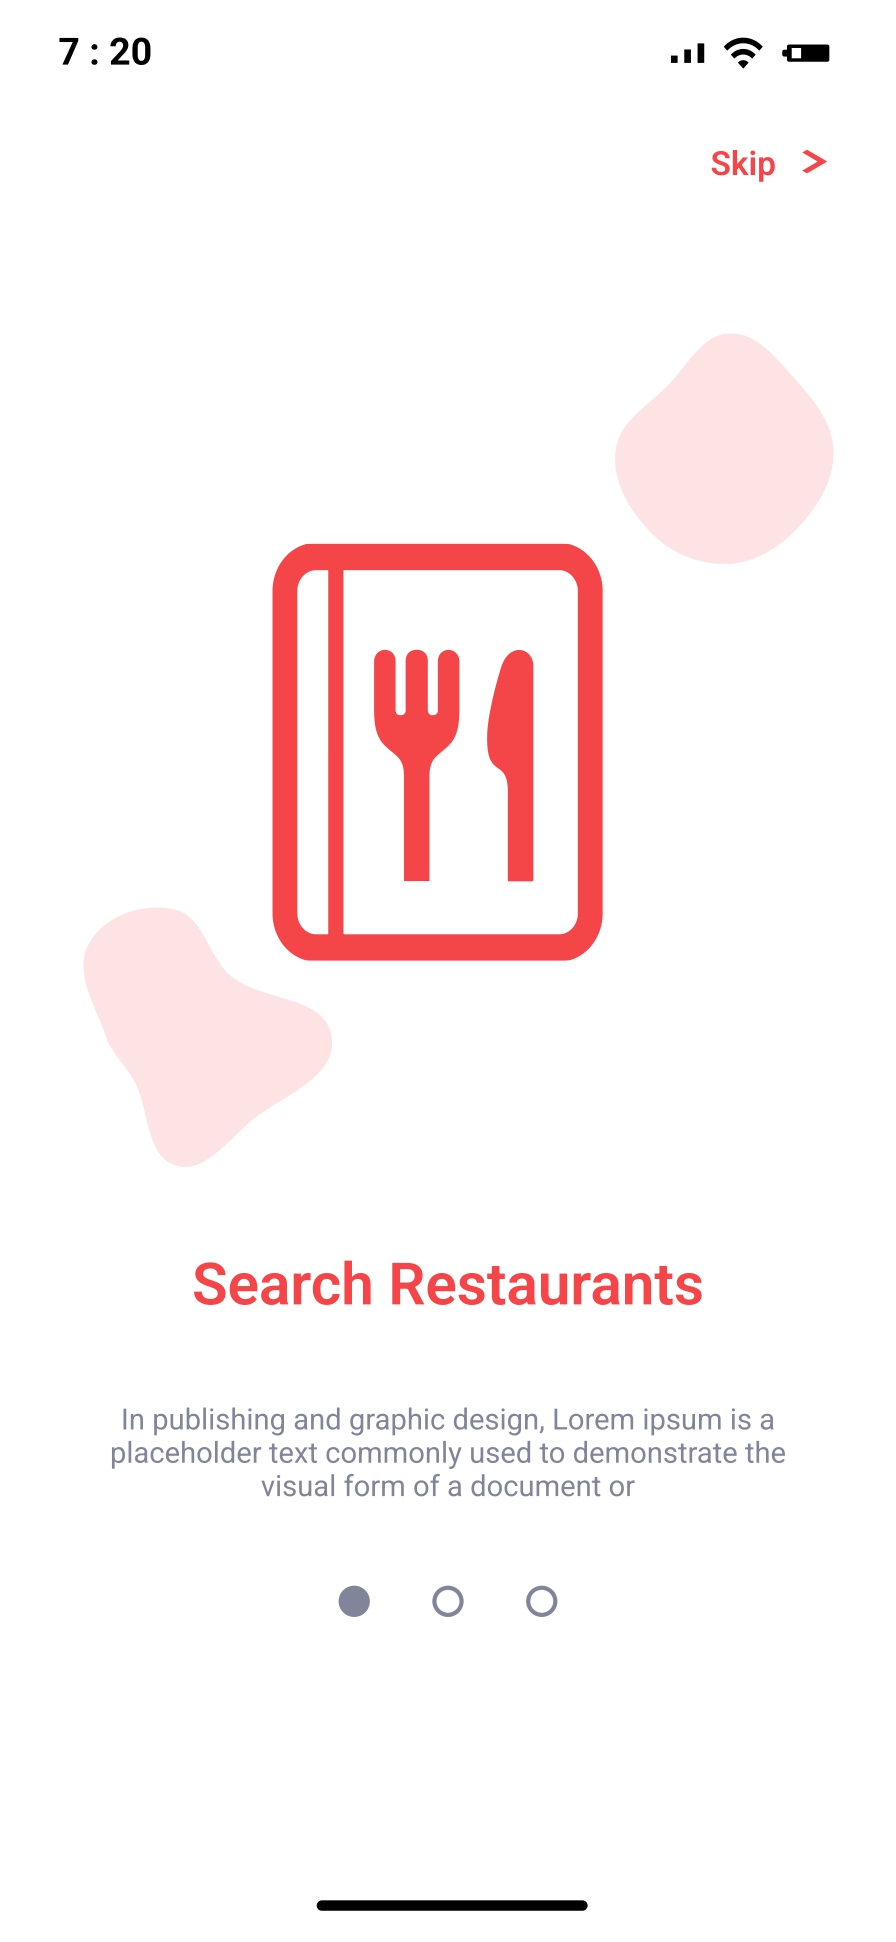 7 : 20
Skip >
Search Restaurants
In publishing and graphic design, Lorem ipsum is a
placeholder text commonly used to demonstrate the
visual form of a document or